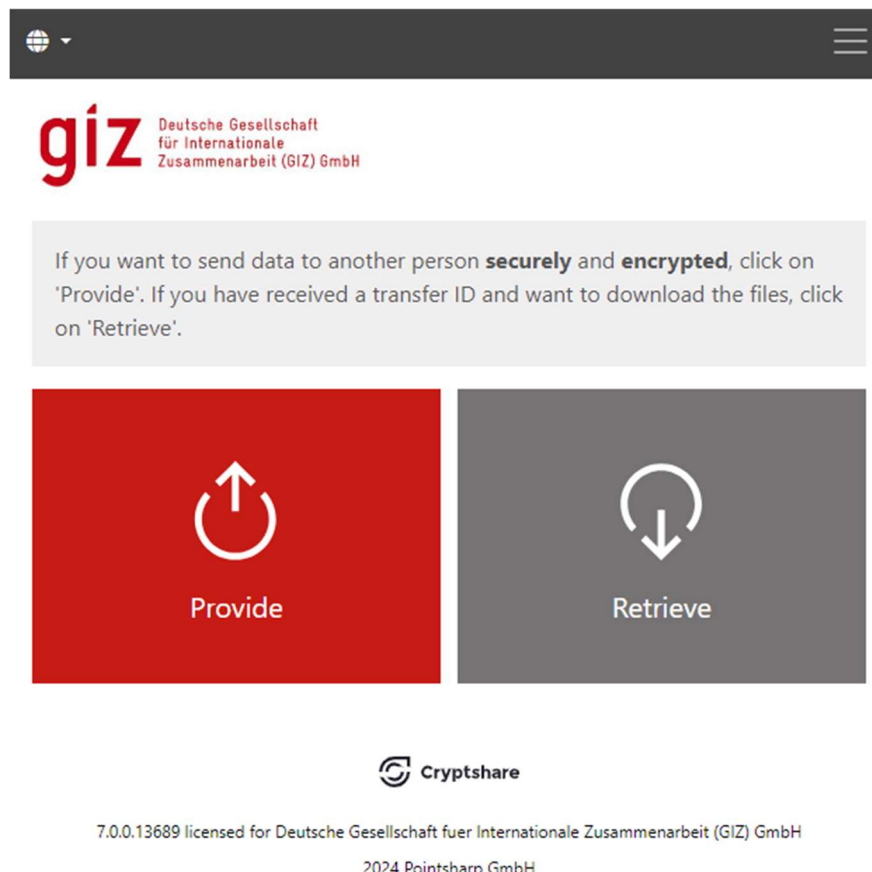 giz
Deutsche Gesellschaft
für Internationale
Zusammenarbeit (GIZ) GmbH
If you want to send data to another person securely and encrypted, click on
'Provide'. If you have received a transfer ID and want to download the files, click
on 'Retrieve'.
Provide
Retrieve
Cryptshare
7.0.0.13689 licensed for Deutsche Gesellschaft fuer Internationale Zusammenarbeit (GIZ) GmbH
2024 Pointsharp GmbH